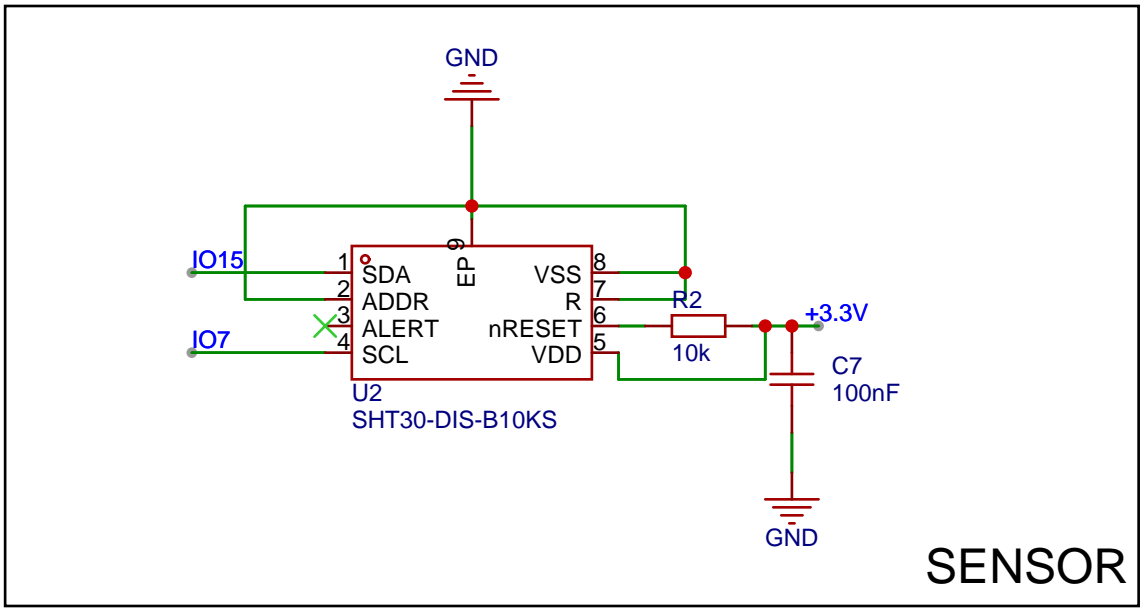 GND
IO15
1
SDA
2
ADDR
3
ALERT
IO7
4
SCL
EP 9
VSS
8
R
7
nRESET
6
VDD
5
R2
10k
+3.3V
C7
100nF
U2
SHT30-DIS-B10KS
GND
SENSOR